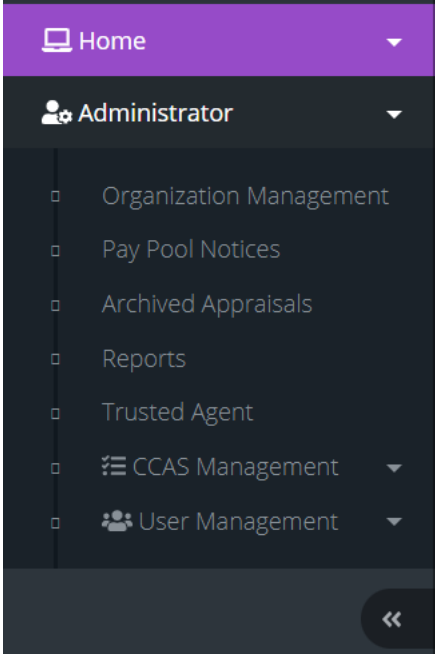 Home
Administrator
Organization Management
Pay Pool Notices
Archived Appraisals
Reports
Trusted Agent
CCAS Management
User Management